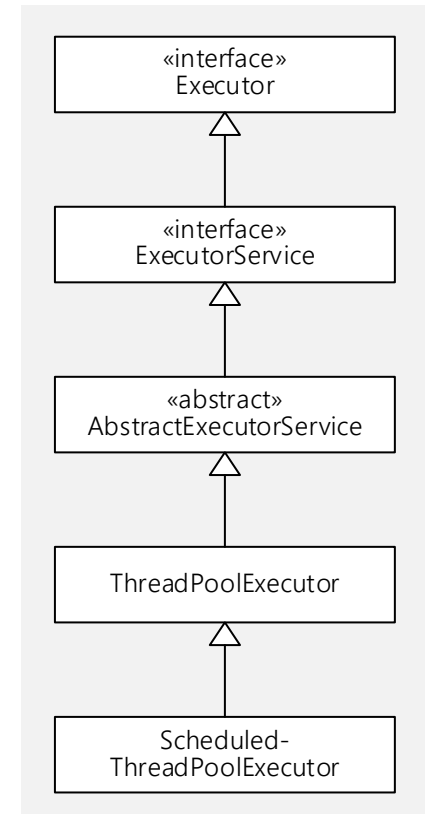 «interface»
Executor
«interface»
ExecutorService
«abstract»
AbstractExecutorService
ThreadPoolExecutor
Scheduled-
ThreadPoolExecutor